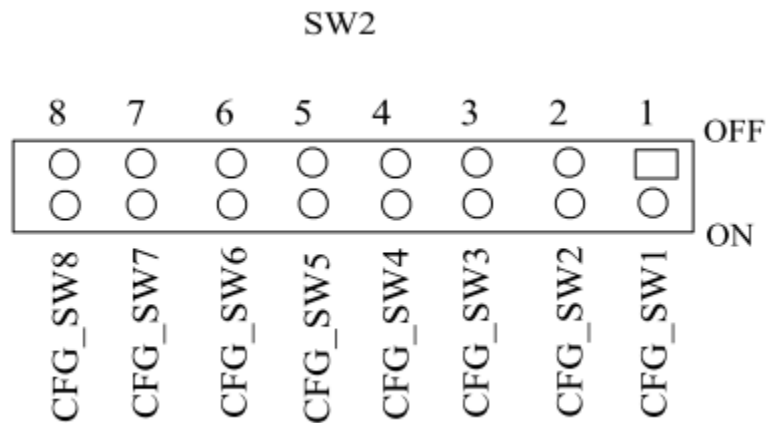 SW2
8 7 6 5 4 3 2 1
OFF
ON
CFG_SW8
CFG_SW7
CFG_SW6
CFG_SW5
CFG_SW4
CFG_SW3
CFG_SW2
CFG_SW1